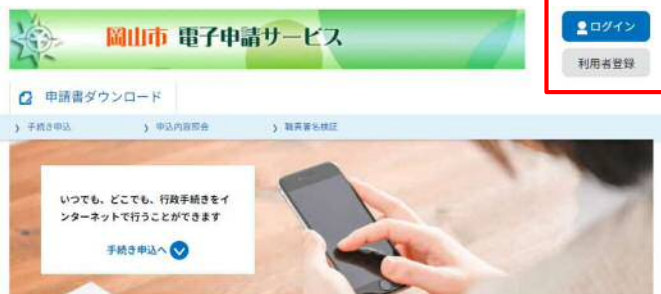 岡山市 電子申請サービス
ログイン
利用者登録
申請書ダウンロード
手続き申込
申込内容照会
職責署名検証
いつでも、どこでも、行政手続きをイ
ンターネットで行うことができます
手続き申込へ